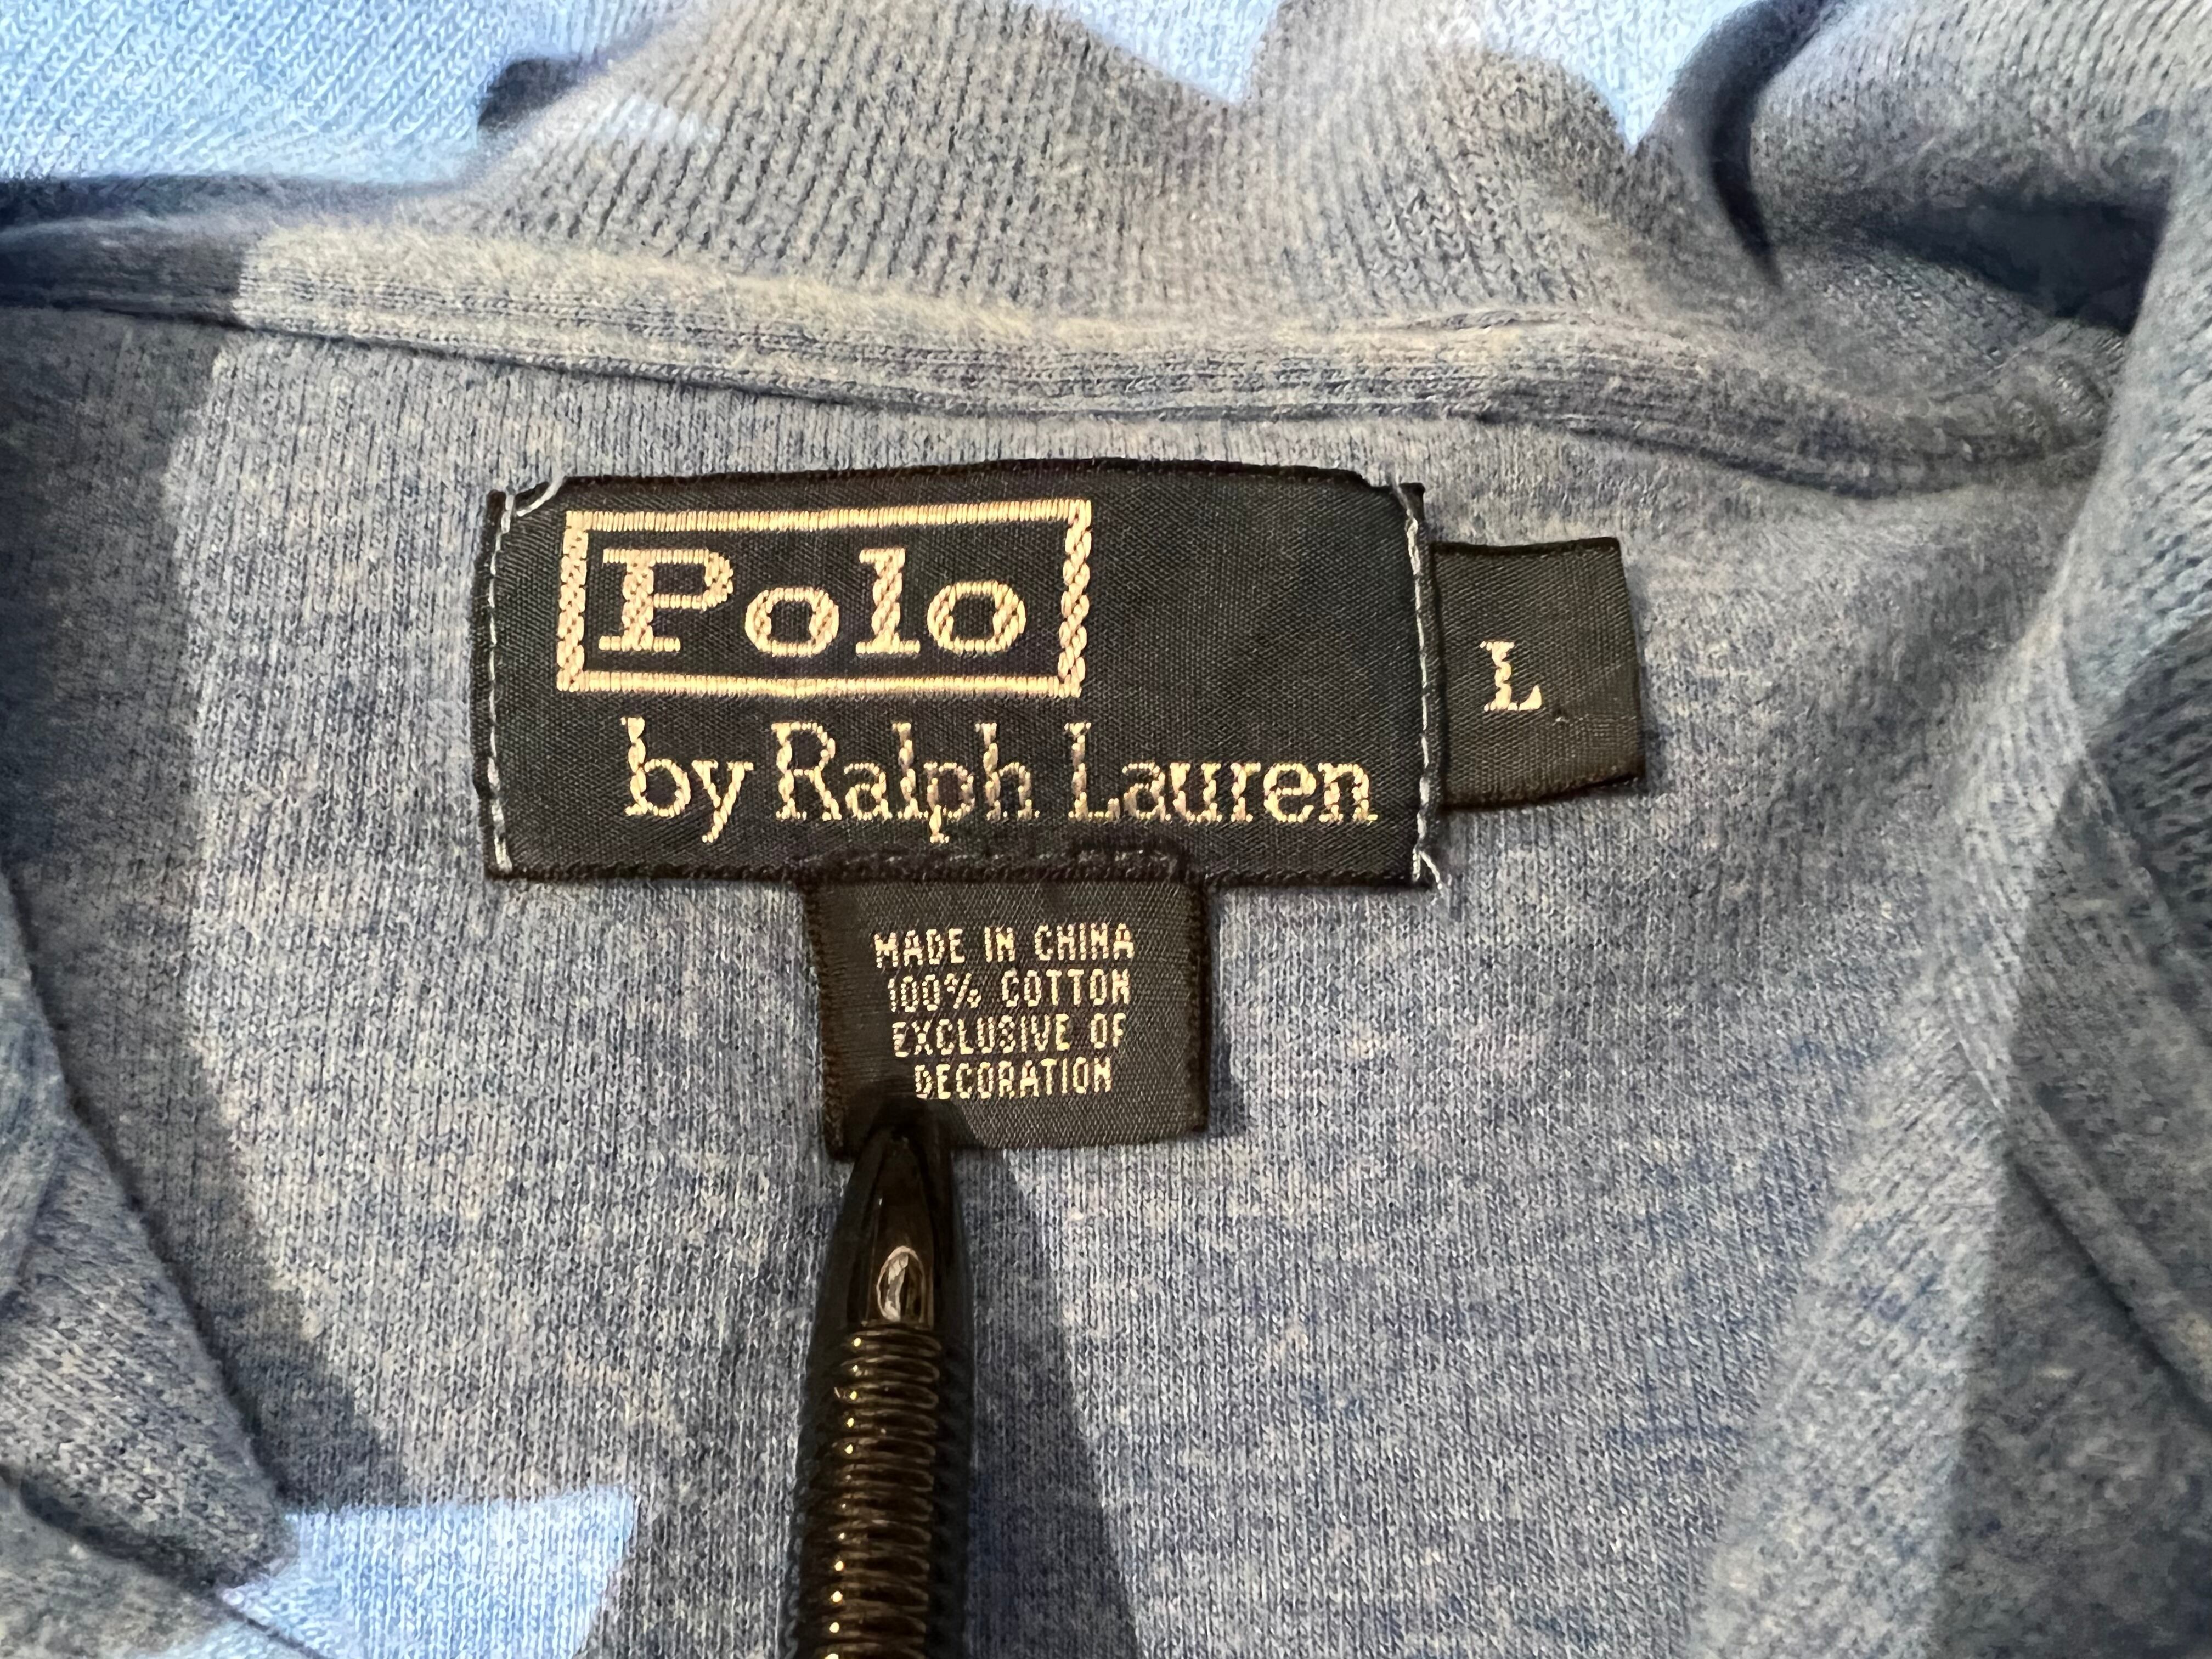 Polo
by Ralph Lauren
L
MADE IN CHINA
100% COTTON
EXCLUSIVE OF
DECORATION